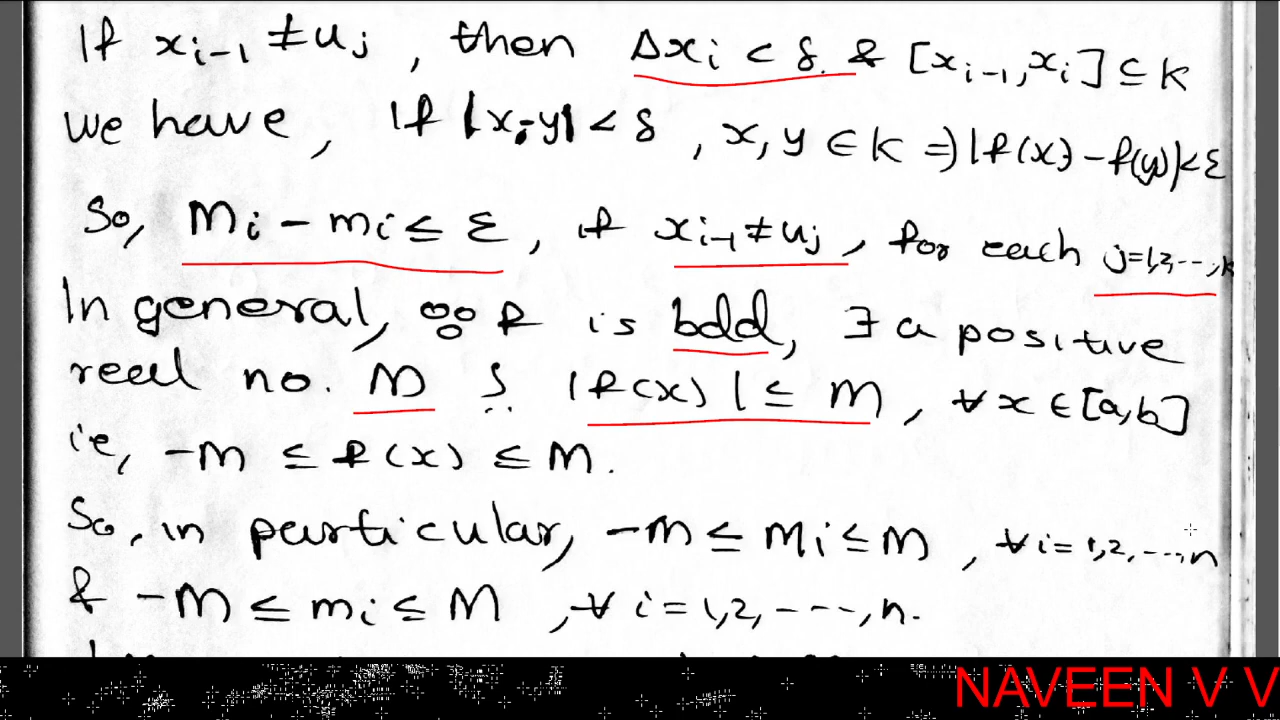 If xᵢ₋₁ ≠ uⱼ, then Δxᵢ < δ. & [xᵢ₋₁, xᵢ] ⊆ K
we have, If |x-y| < δ, x, y ∈ K ⇒ |f(x) - f(y)| < ε
So, Mᵢ - mᵢ ≤ ε, if xᵢ₋₁ ≠ uⱼ, for each j=1,2,---,k
In general, ∵ f is bdd, ∃ a positive
real no. M ∋ |f(x)| ≤ M, ∀ x ∈ [a,b]
ie, -M ≤ f(x) ≤ M.
So, in particular, -M ≤ Mᵢ ≤ M, ∀ i = 1,2,---,n
& -M ≤ mᵢ ≤ M, ∀ i = 1,2,----,n.
NAVEEN V V